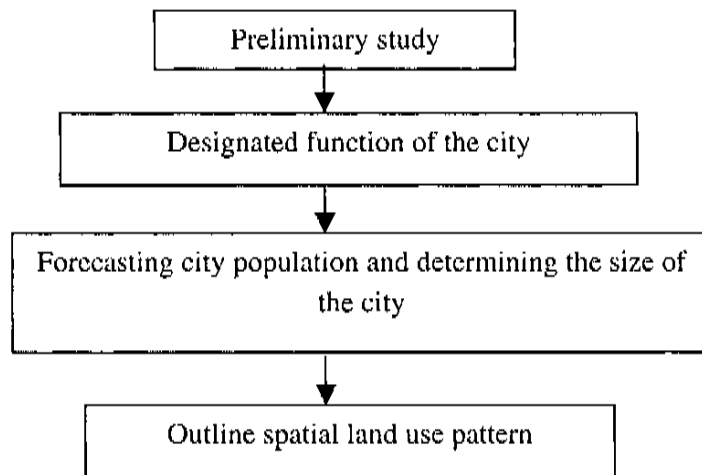 Preliminary study
Designated function of the city
Forecasting city population and determining the size of
the city
Outline spatial land use pattern